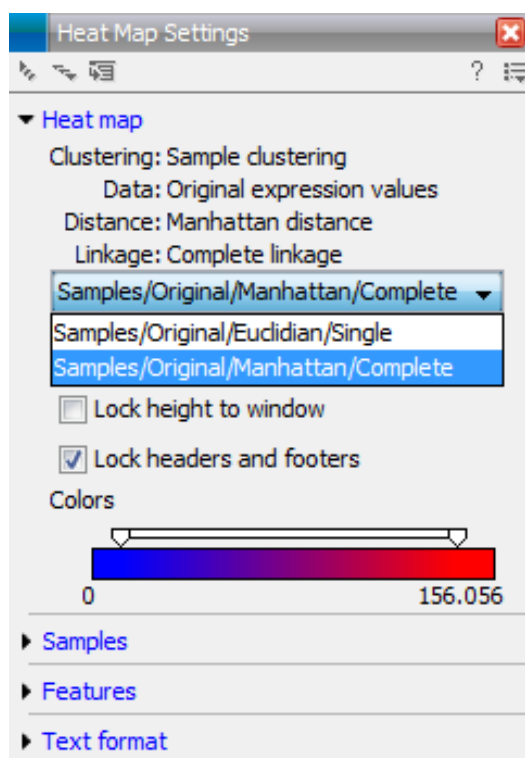 Heat Map Settings
?
Heat map
Clustering: Sample clustering
Data: Original expression values
Distance: Manhattan distance
Linkage: Complete linkage
Samples/Original/Manhattan/Complete
Samples/Original/Euclidian/Single
Samples/Original/Manhattan/Complete
Lock height to window
Lock headers and footers
Colors
0 156.056
Samples
Features
Text format